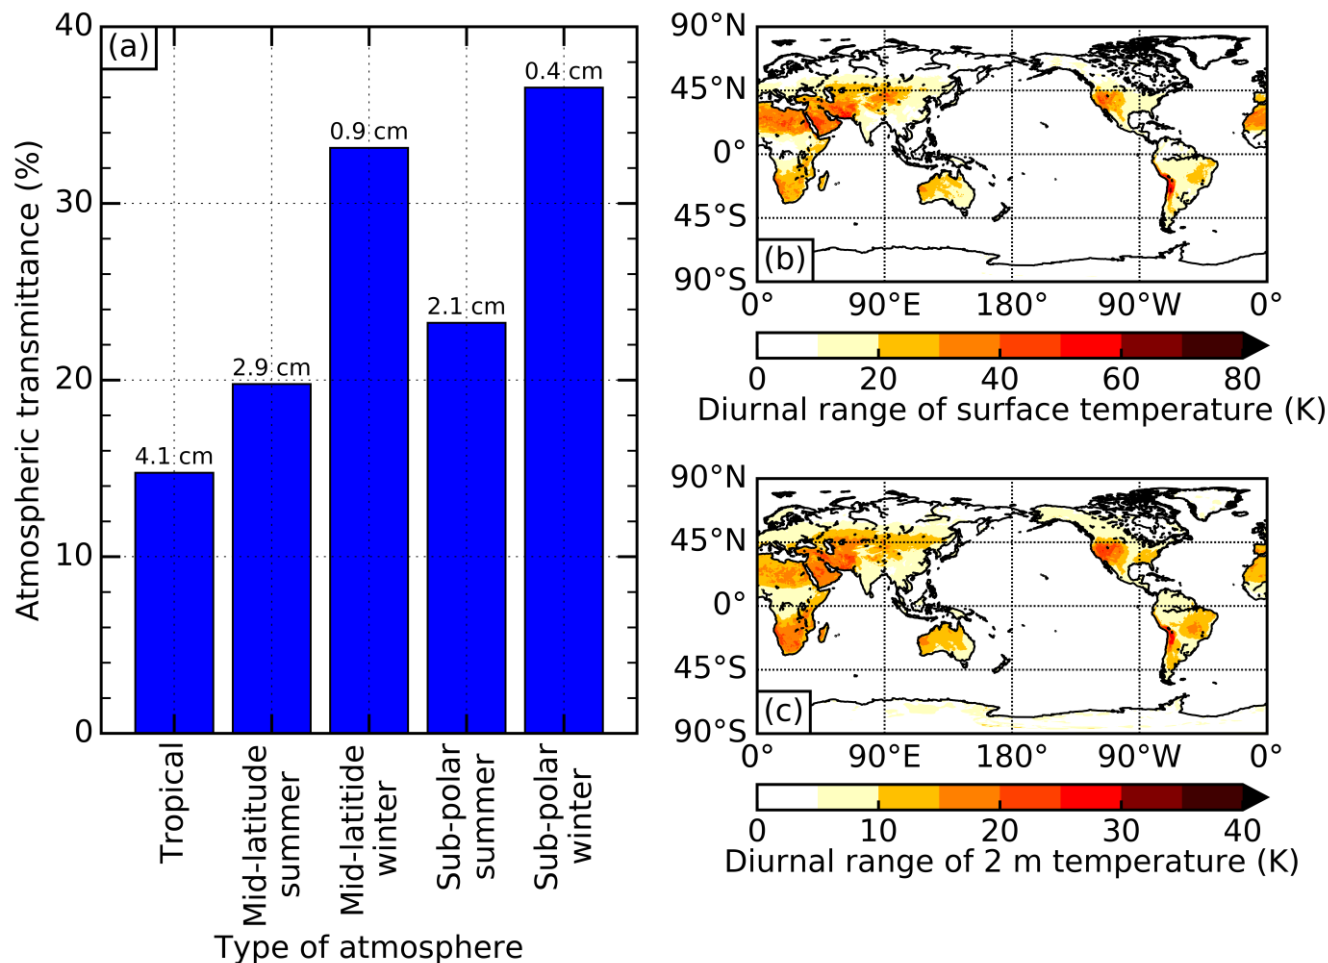 (a)
40
30
20
10
0
Atmospheric transmittance (%)
4.1 cm
2.9 cm
0.9 cm
2.1 cm
0.4 cm
Tropical
Mid-latitude
summer
Mid-latitide
winter
Sub-polar
summer
Sub-polar
winter
Type of atmosphere
90°N
45°N
0°
45°S
90°S
(b)
0° 90°E 180° 90°W 0°
0 20 40 60 80
Diurnal range of surface temperature (K)
90°N
45°N
0°
45°S
90°S
(c)
0° 90°E 180° 90°W 0°
0 10 20 30 40
Diurnal range of 2 m temperature (K)